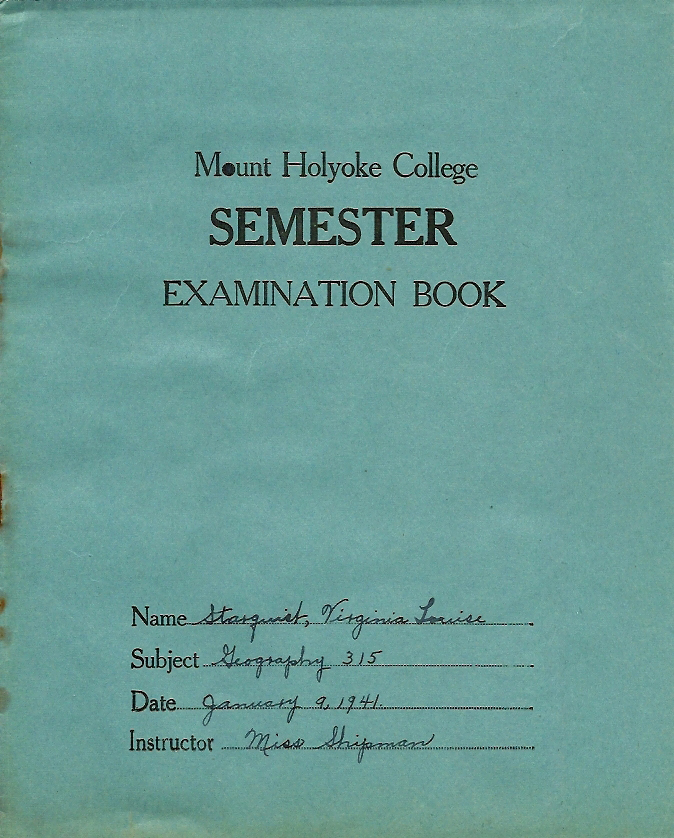 Mount Holyoke College
SEMESTER
EXAMINATION BOOK
Name Starquist, Virginia Louise
Subject Geography 315
Date January 9, 1941.
Instructor Miss Shipman